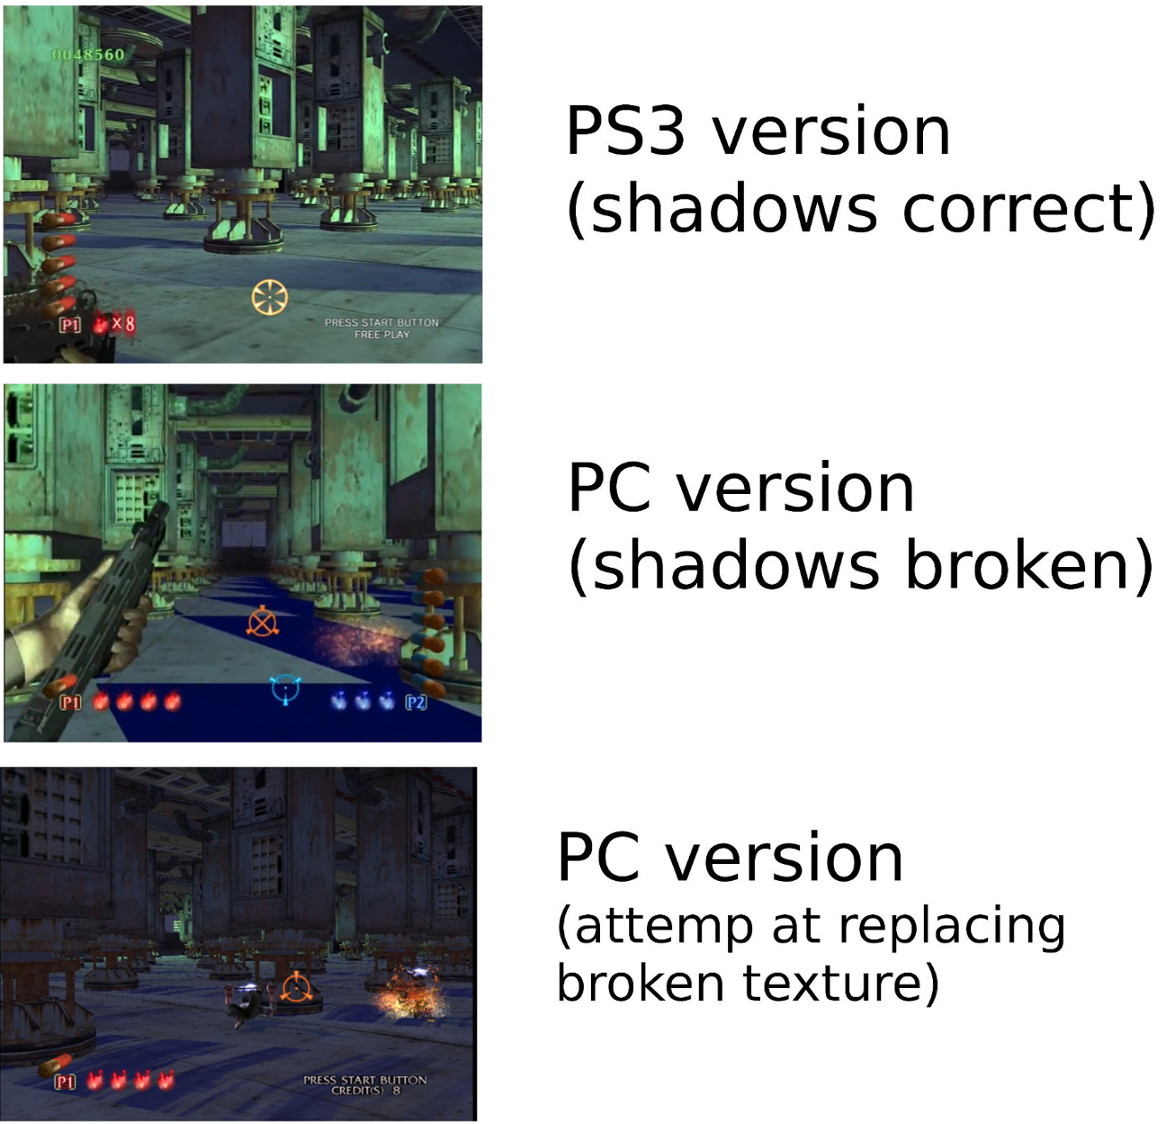 0048560
PS3 version
(shadows correct)
P1 X8
PRESS START BUTTON
FREE PLAY
PC version
(shadows broken)
P1
P2
PC version
(attemp at replacing
broken texture)
P1
PRESS START BUTTON
CREDIT(S) 8